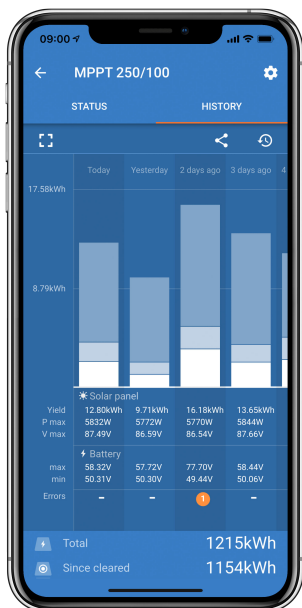 09:00
MPPT 250/100
STATUS HISTORY
Today Yesterday 2 days ago 3 days ago 4
17.58kWh
8.79kWh
Solar panel
Yield 12.80kWh 9.71kWh 16.18kWh 13.65kWh
P max 5832W 5772W 5770W 5844W
V max 87.49V 86.59V 86.54V 87.66V
Battery
max 58.32V 57.72V 77.70V 58.44V
min 50.31V 50.30V 49.44V 50.06V
Errors - - 1 -
Total 1215kWh
Since cleared 1154kWh